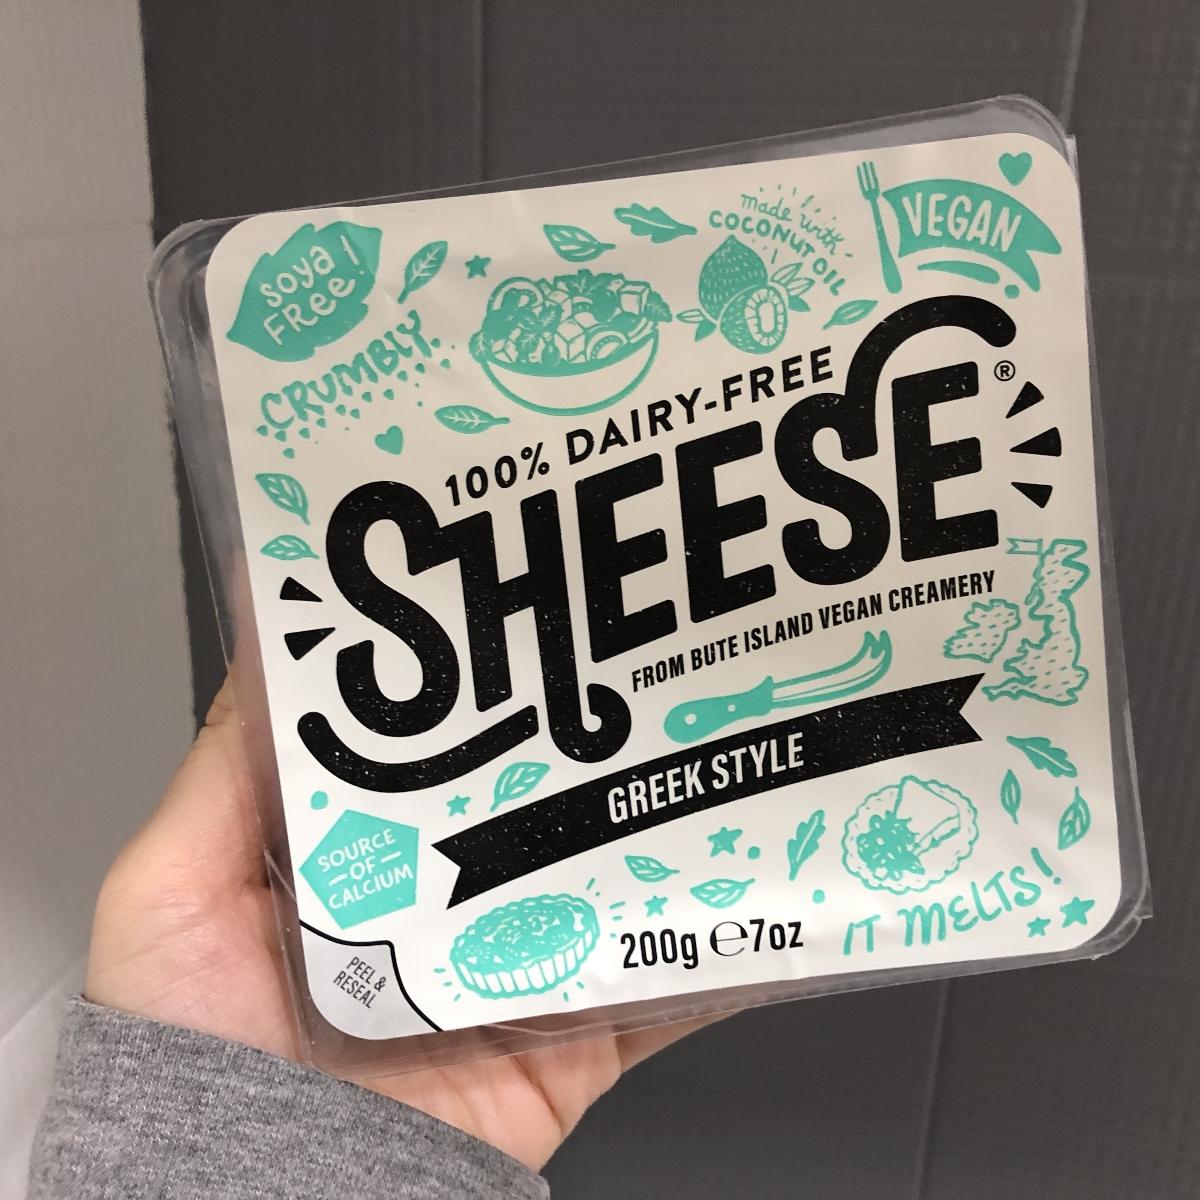 soya!
FRee!
CRUMBLY.
made with
COCONUT OIL
VEGAN
100% DAIRY-FREE
SHEESE®
FROM BUTE ISLAND VEGAN CREAMERY
GREEK STYLE
SOURCE
OF
CALCIUM
PEEL &
RESEAL
200g ℮7oz
IT MELTS!